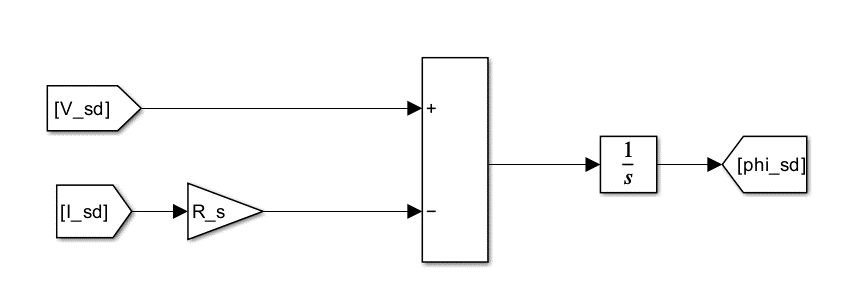 [V_sd]
+
[I_sd]
R_s
−
1
s
[phi_sd]